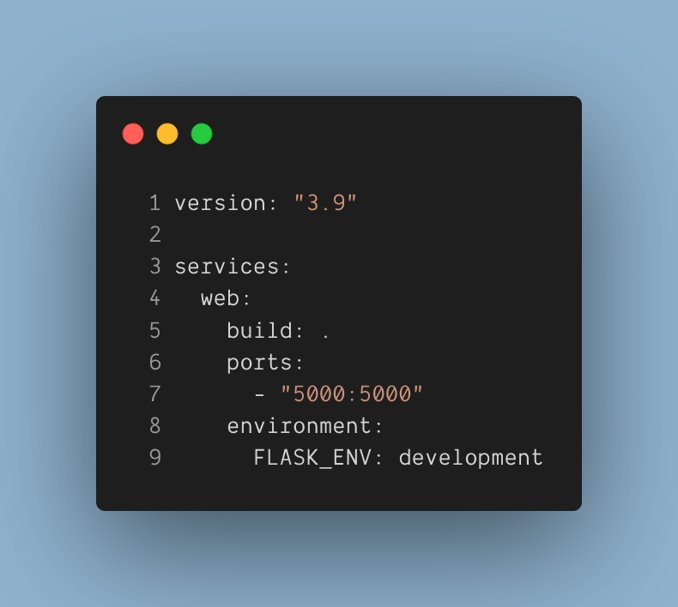 1 version: "3.9"
2
3 services:
4   web:
5     build: .
6     ports:
7       - "5000:5000"
8     environment:
9       FLASK_ENV: development